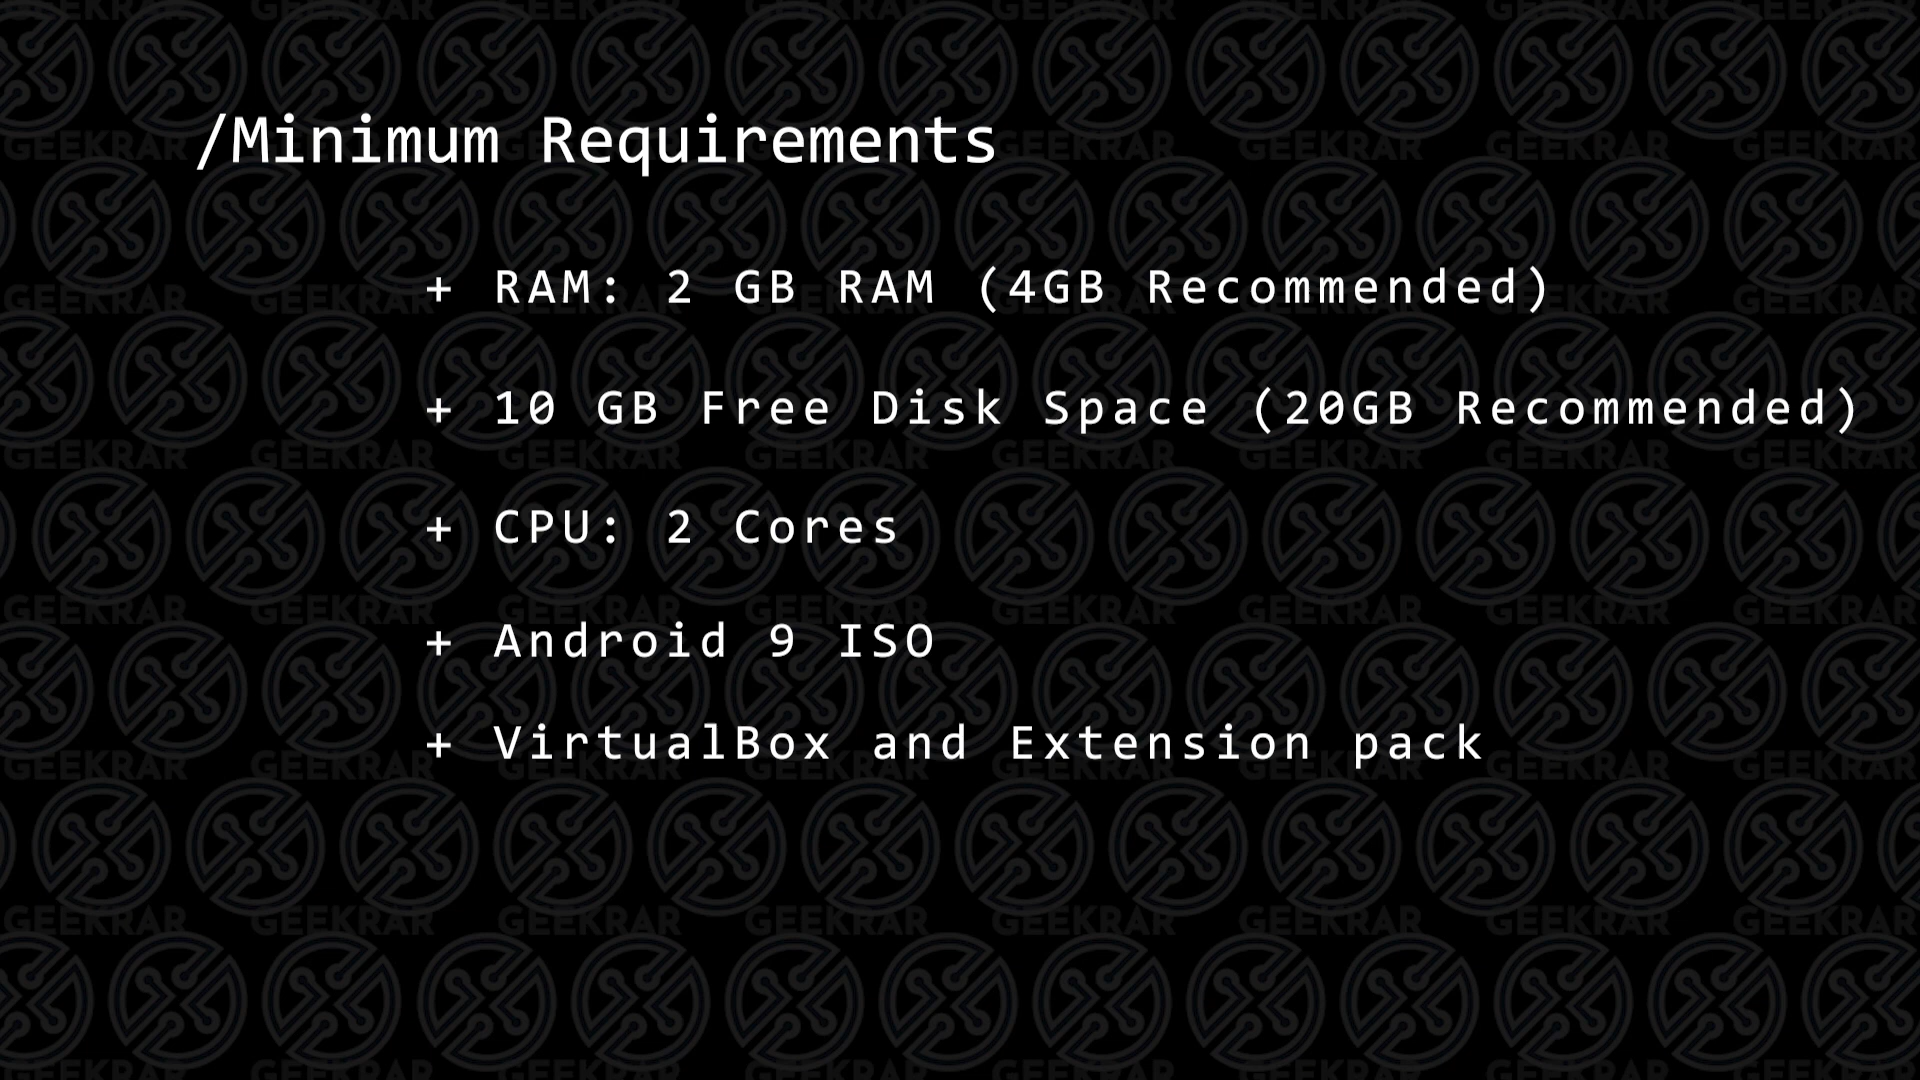 /Minimum Requirements
+ RAM: 2 GB RAM (4GB Recommended)
+ 10 GB Free Disk Space (20GB Recommended)
+ CPU: 2 Cores
+ Android 9 ISO
+ VirtualBox and Extension pack